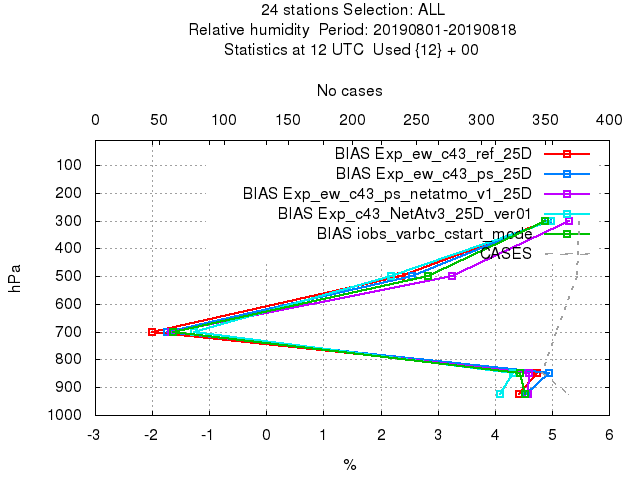 24 stations Selection: ALL
Relative humidity  Period: 20190801-20190818
Statistics at 12 UTC  Used {12} + 00
No cases
0 50 100 150 200 250 300 350 400
BIAS Exp_ew_c43_ref_25D
BIAS Exp_ew_c43_ps_25D
BIAS Exp_ew_c43_ps_netatmo_v1_25D
BIAS Exp_c43_NetAtv3_25D_ver01
BIAS iobs_varbc_cstart_mode
CASES
hPa
100
200
300
400
500
600
700
800
900
1000
-3 -2 -1 0 1 2 3 4 5 6
%